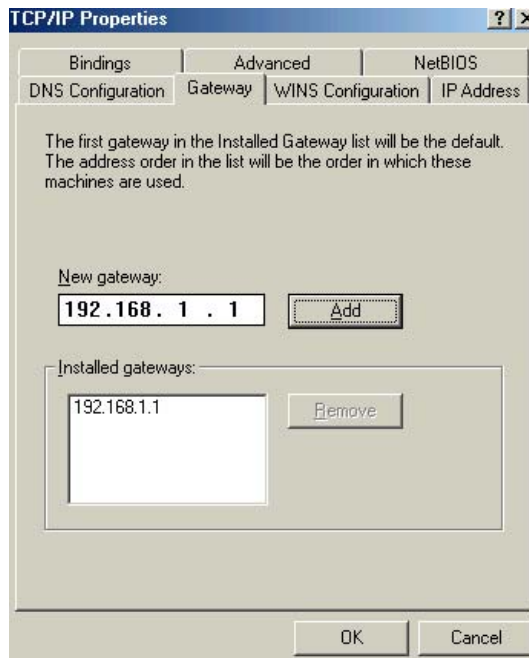 TCP/IP Properties
? X
Bindings Advanced NetBIOS
DNS Configuration Gateway WINS Configuration IP Address
The first gateway in the Installed Gateway list will be the default.
The address order in the list will be the order in which these
machines are used.
New gateway:
192.168. 1 . 1 Add
Installed gateways:
192.168.1.1 Remove
OK Cancel